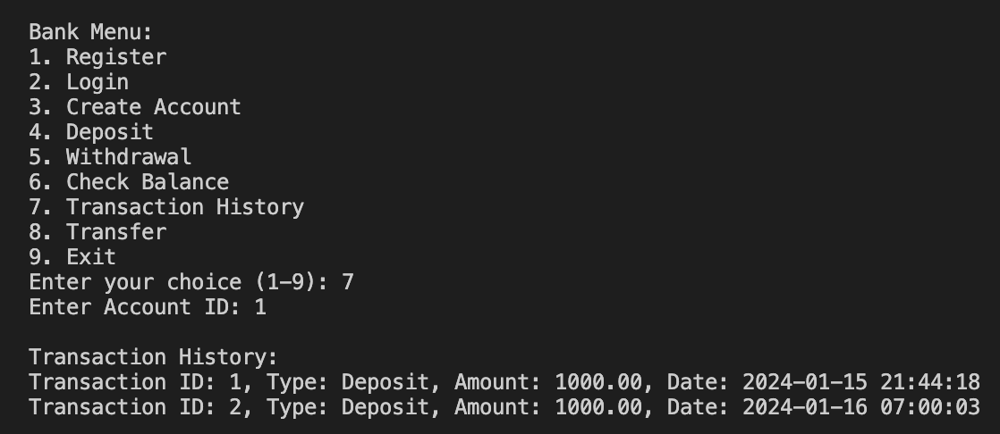 Bank Menu:
1. Register
2. Login
3. Create Account
4. Deposit
5. Withdrawal
6. Check Balance
7. Transaction History
8. Transfer
9. Exit
Enter your choice (1-9): 7
Enter Account ID: 1
Transaction History:
Transaction ID: 1, Type: Deposit, Amount: 1000.00, Date: 2024-01-15 21:44:18
Transaction ID: 2, Type: Deposit, Amount: 1000.00, Date: 2024-01-16 07:00:03